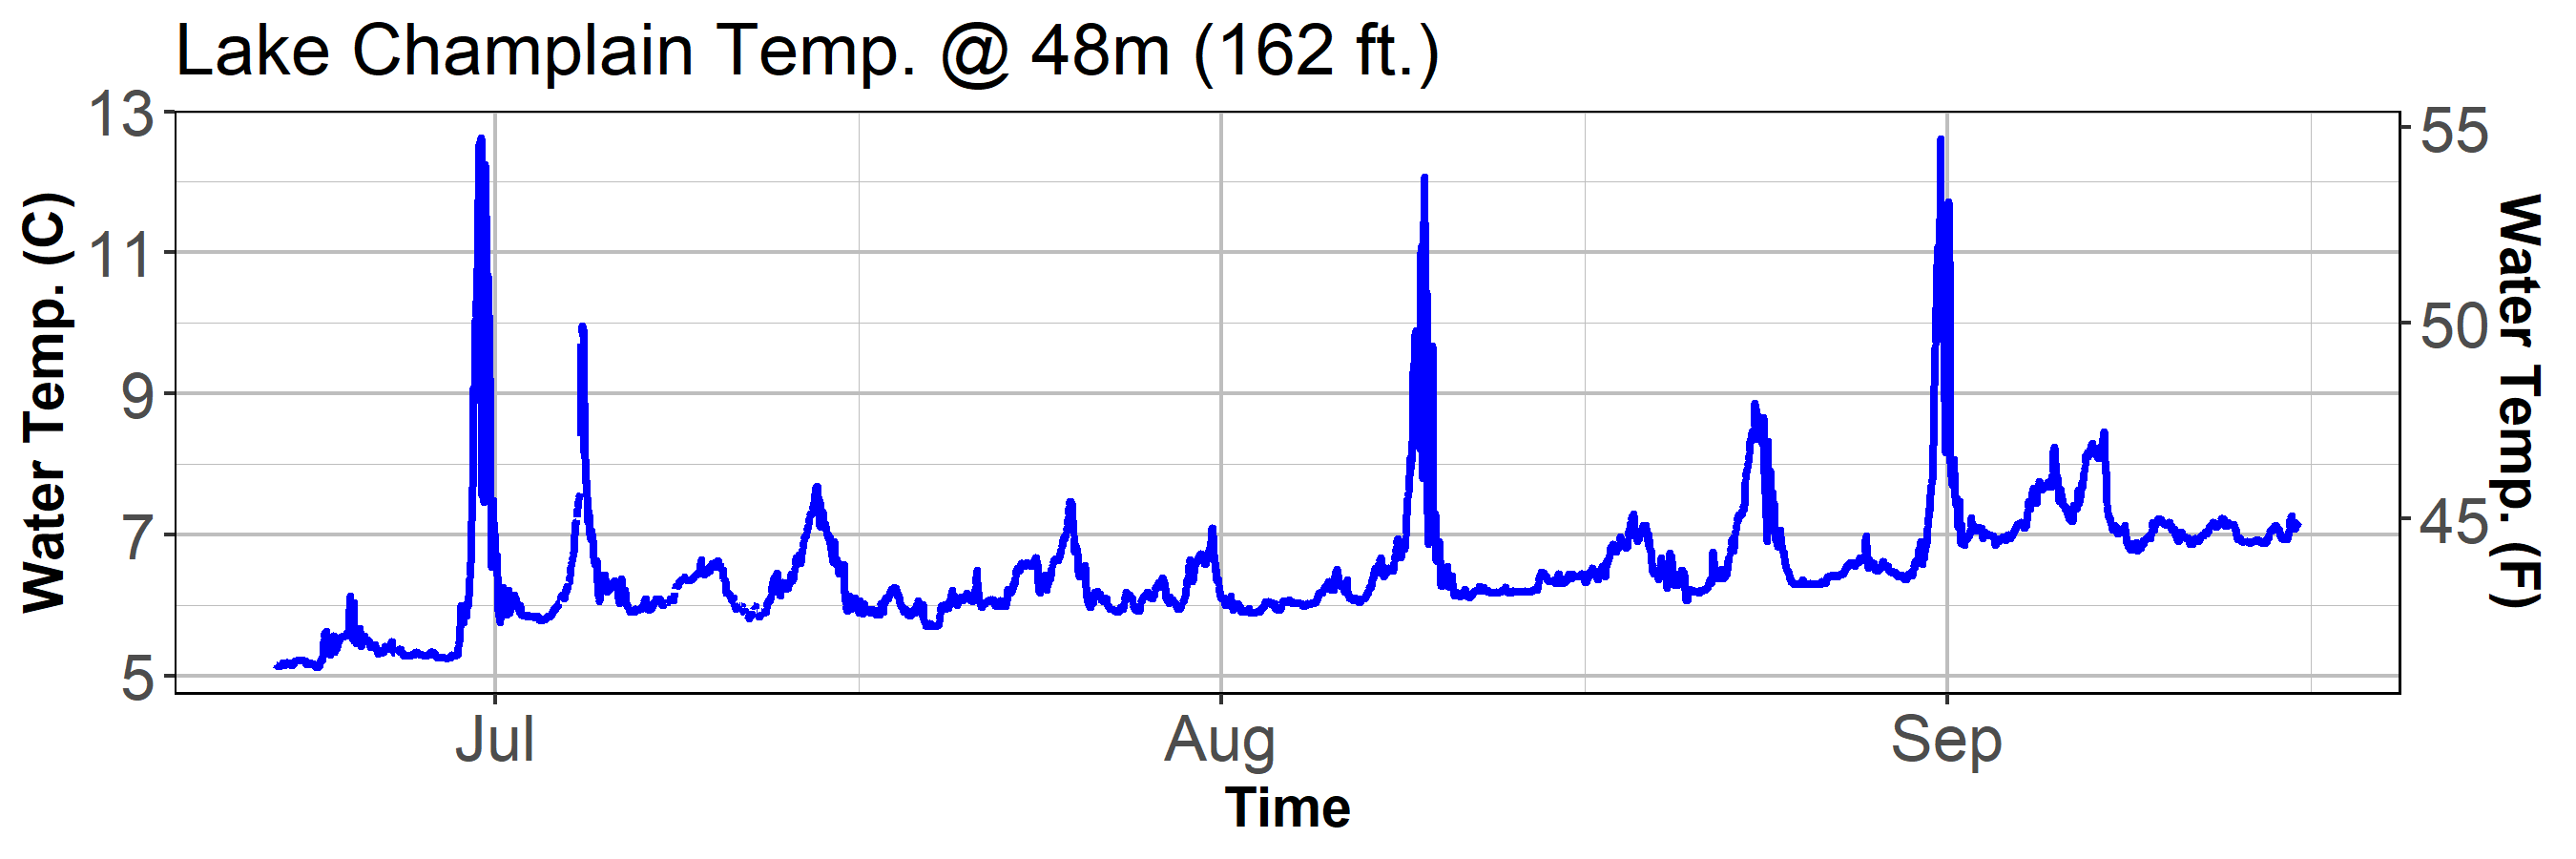 Lake Champlain Temp. @ 48m (162 ft.)
Water Temp. (C)
13
11
9
7
5
55
50
45
Water Temp. (F)
Jul Aug Sep
Time